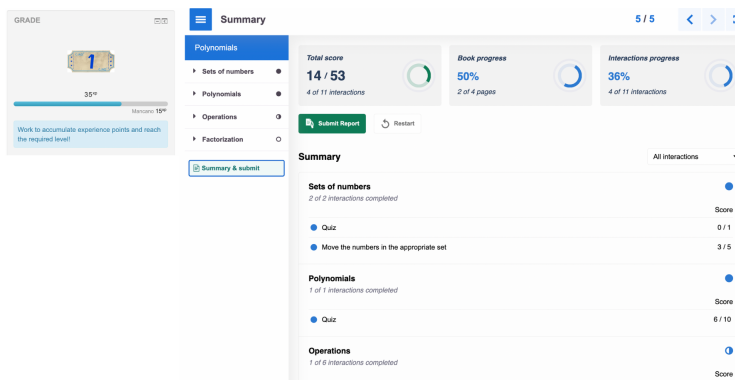 GRADE
1
35xp
Mancano 15xp
Work to accumulate experience points and reach
the required level!
Summary
5 / 5
Polynomials
Sets of numbers
Polynomials
Operations
Factorization
Summary & submit
Total score
14 / 53
4 of 11 interactions
Book progress
50%
2 of 4 pages
Interactions progress
36%
4 of 11 interactions
Submit Report
Restart
Summary
All interactions
Sets of numbers
2 of 2 interactions completed
Score
Quiz
0 / 1
Move the numbers in the appropriate set
3 / 5
Polynomials
1 of 1 interactions completed
Score
Quiz
6 / 10
Operations
1 of 6 interactions completed
Score